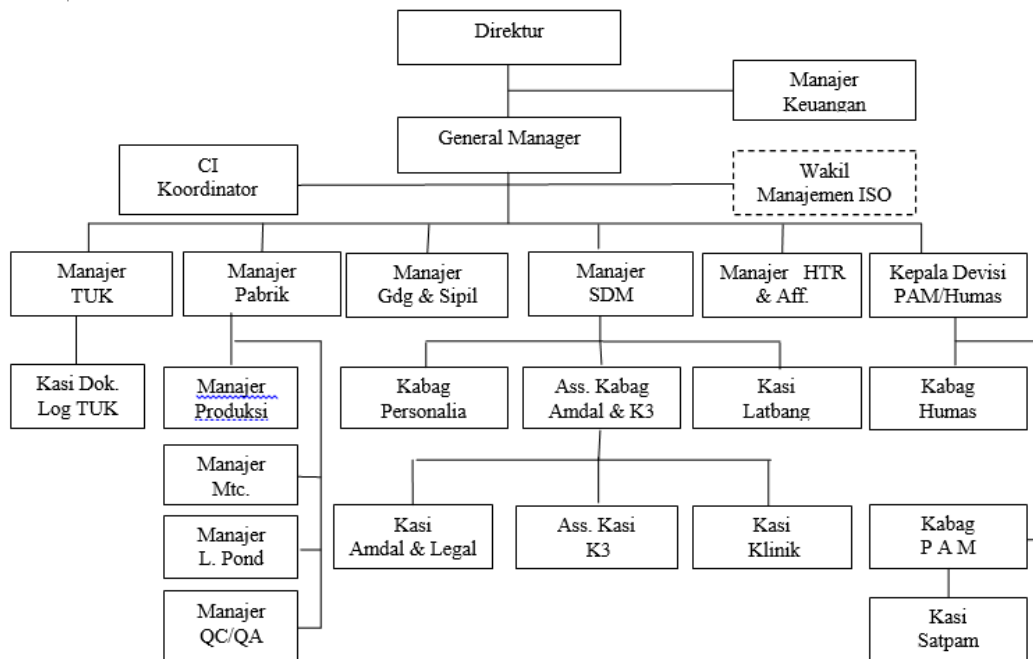 Direktur
Manajer
Keuangan
General Manager
CI
Koordinator
Wakil
Manajemen ISO
Manajer
TUK
Manajer
Pabrik
Manajer
Gdg & Sipil
Manajer
SDM
Manajer HTR
& Aff.
Kepala Devisi
PAM/Humas
Kasi Dok.
Log TUK
Manajer
Produksi
Kabag
Personalia
Ass. Kabag
Amdal & K3
Kasi
Latbang
Kabag
Humas
Manajer
Mtc.
Manajer
L. Pond
Manajer
QC/QA
Kasi
Amdal & Legal
Ass. Kasi
K3
Kasi
Klinik
Kabag
P A M
Kasi
Satpam